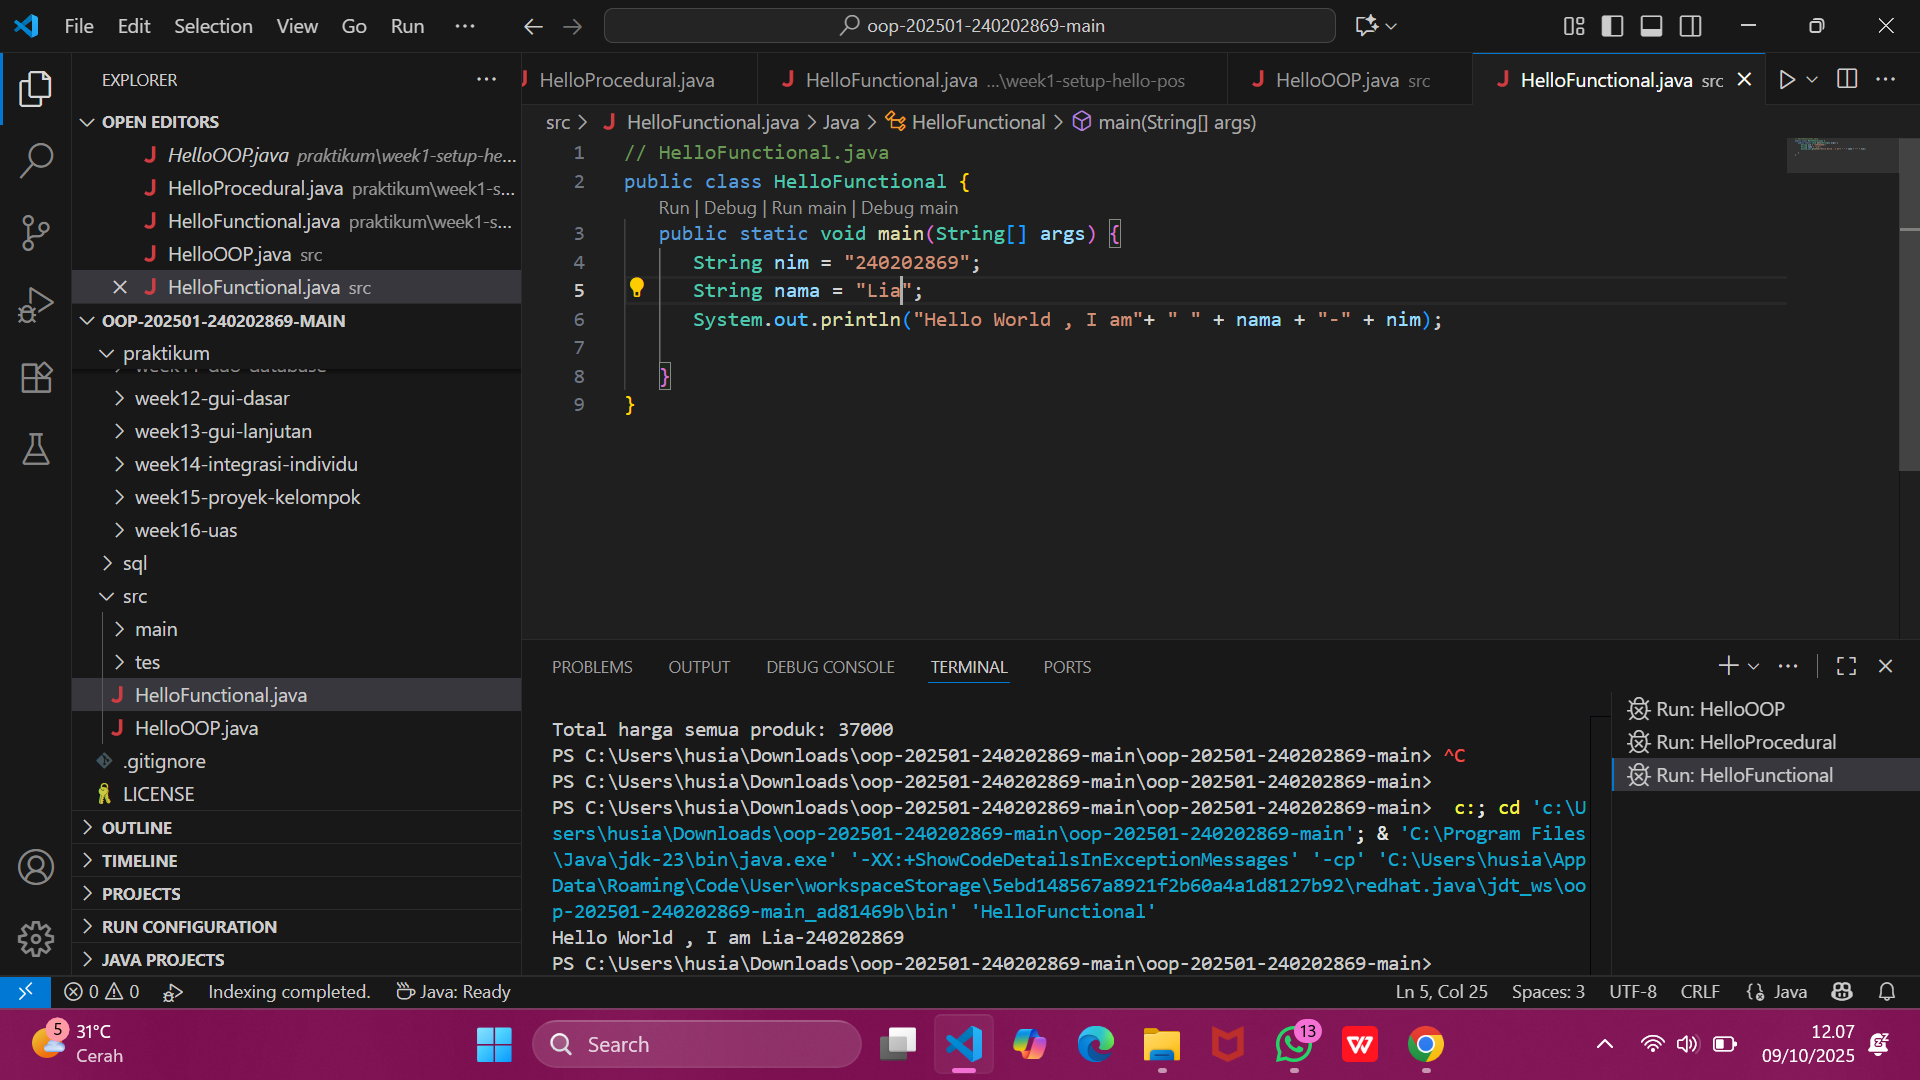 File Edit Selection View Go Run ···
oop-202501-240202869-main
EXPLORER
OPEN EDITORS
HelloOOP.java praktikum\week1-setup-he...
HelloProcedural.java praktikum\week1-s...
HelloFunctional.java praktikum\week1-s...
HelloOOP.java src
HelloFunctional.java src
OOP-202501-240202869-MAIN
praktikum
week12-gui-dasar
week13-gui-lanjutan
week14-integrasi-individu
week15-proyek-kelompok
week16-uas
sql
src
main
tes
HelloFunctional.java
HelloOOP.java
.gitignore
LICENSE
OUTLINE
TIMELINE
PROJECTS
RUN CONFIGURATION
JAVA PROJECTS
HelloProcedural.java HelloFunctional.java ...\week1-setup-hello-pos HelloOOP.java src HelloFunctional.java src
src > HelloFunctional.java > Java > HelloFunctional > main(String[] args)
1 // HelloFunctional.java
2 public class HelloFunctional {
Run | Debug | Run main | Debug main
3 public static void main(String[] args) {
4 String nim = "240202869";
5 String nama = "Lia";
6 System.out.println("Hello World , I am"+ " " + nama + "-" + nim);
7
8 }
9 }
PROBLEMS OUTPUT DEBUG CONSOLE TERMINAL PORTS
Total harga semua produk: 37000
PS C:\Users\husia\Downloads\oop-202501-240202869-main\oop-202501-240202869-main> ^C
PS C:\Users\husia\Downloads\oop-202501-240202869-main\oop-202501-240202869-main>
PS C:\Users\husia\Downloads\oop-202501-240202869-main\oop-202501-240202869-main>  c:; cd 'c:\U
sers\husia\Downloads\oop-202501-240202869-main\oop-202501-240202869-main'; & 'C:\Program Files
\Java\jdk-23\bin\java.exe' '-XX:+ShowCodeDetailsInExceptionMessages' '-cp' 'C:\Users\husia\App
Data\Roaming\Code\User\workspaceStorage\5ebd148567a8921f2b60a4a1d8127b92\redhat.java\jdt_ws\oo
p-202501-240202869-main_ad81469b\bin' 'HelloFunctional'
Hello World , I am Lia-240202869
PS C:\Users\husia\Downloads\oop-202501-240202869-main\oop-202501-240202869-main>
Run: HelloOOP
Run: HelloProcedural
Run: HelloFunctional
0 0 Indexing completed. Java: Ready Ln 5, Col 25 Spaces: 3 UTF-8 CRLF Java
5 31°C
Cerah
Search
13
12.07
09/10/2025